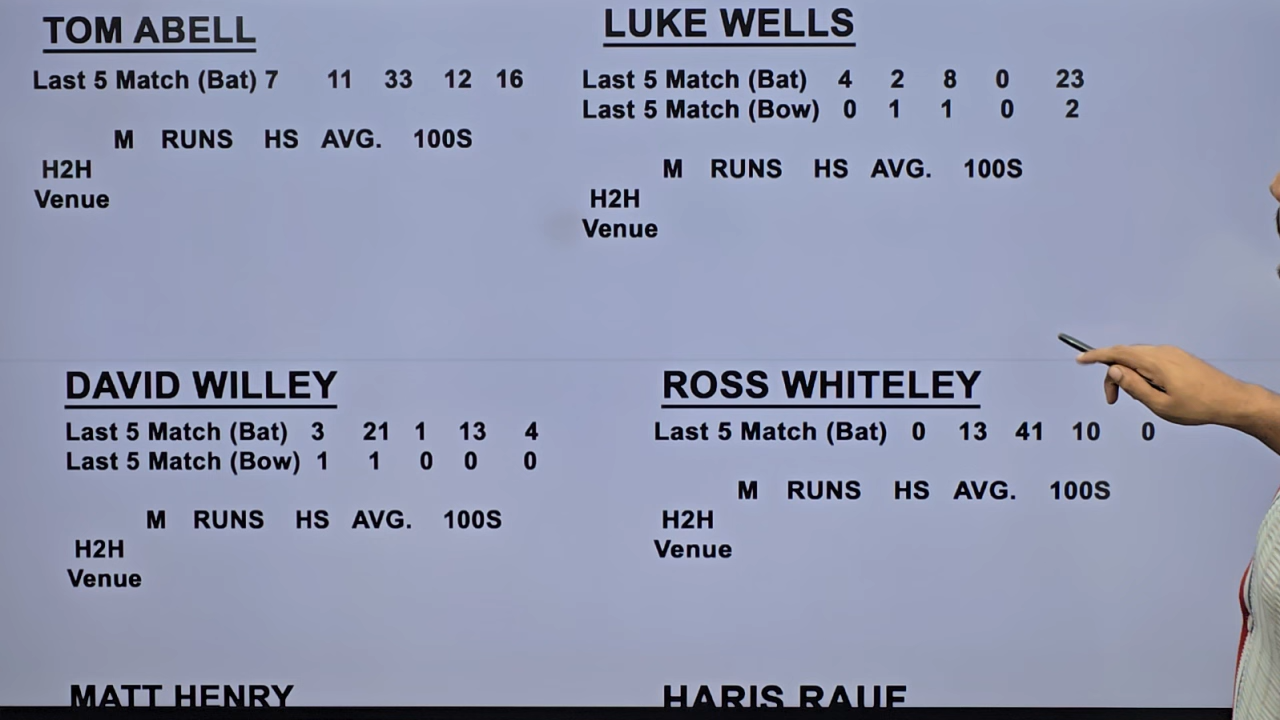 TOM ABELL
Last 5 Match (Bat) 7 11 33 12 16
M RUNS HS AVG. 100S
H2H
Venue
LUKE WELLS
Last 5 Match (Bat) 4 2 8 0 23
Last 5 Match (Bow) 0 1 1 0 2
M RUNS HS AVG. 100S
H2H
Venue
DAVID WILLEY
Last 5 Match (Bat) 3 21 1 13 4
Last 5 Match (Bow) 1 1 0 0 0
M RUNS HS AVG. 100S
H2H
Venue
ROSS WHITELEY
Last 5 Match (Bat) 0 13 41 10 0
M RUNS HS AVG. 100S
H2H
Venue
MATT HENRY
HARIS RAUF